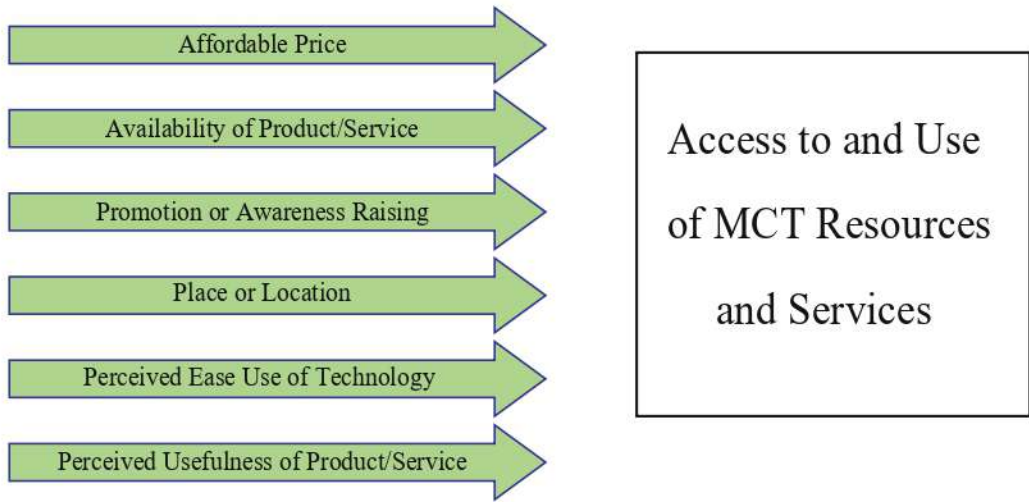 Affordable Price
Availability of Product/Service
Promotion or Awareness Raising
Place or Location
Perceived Ease Use of Technology
Perceived Usefulness of Product/Service
Access to and Use
of MCT Resources
and Services